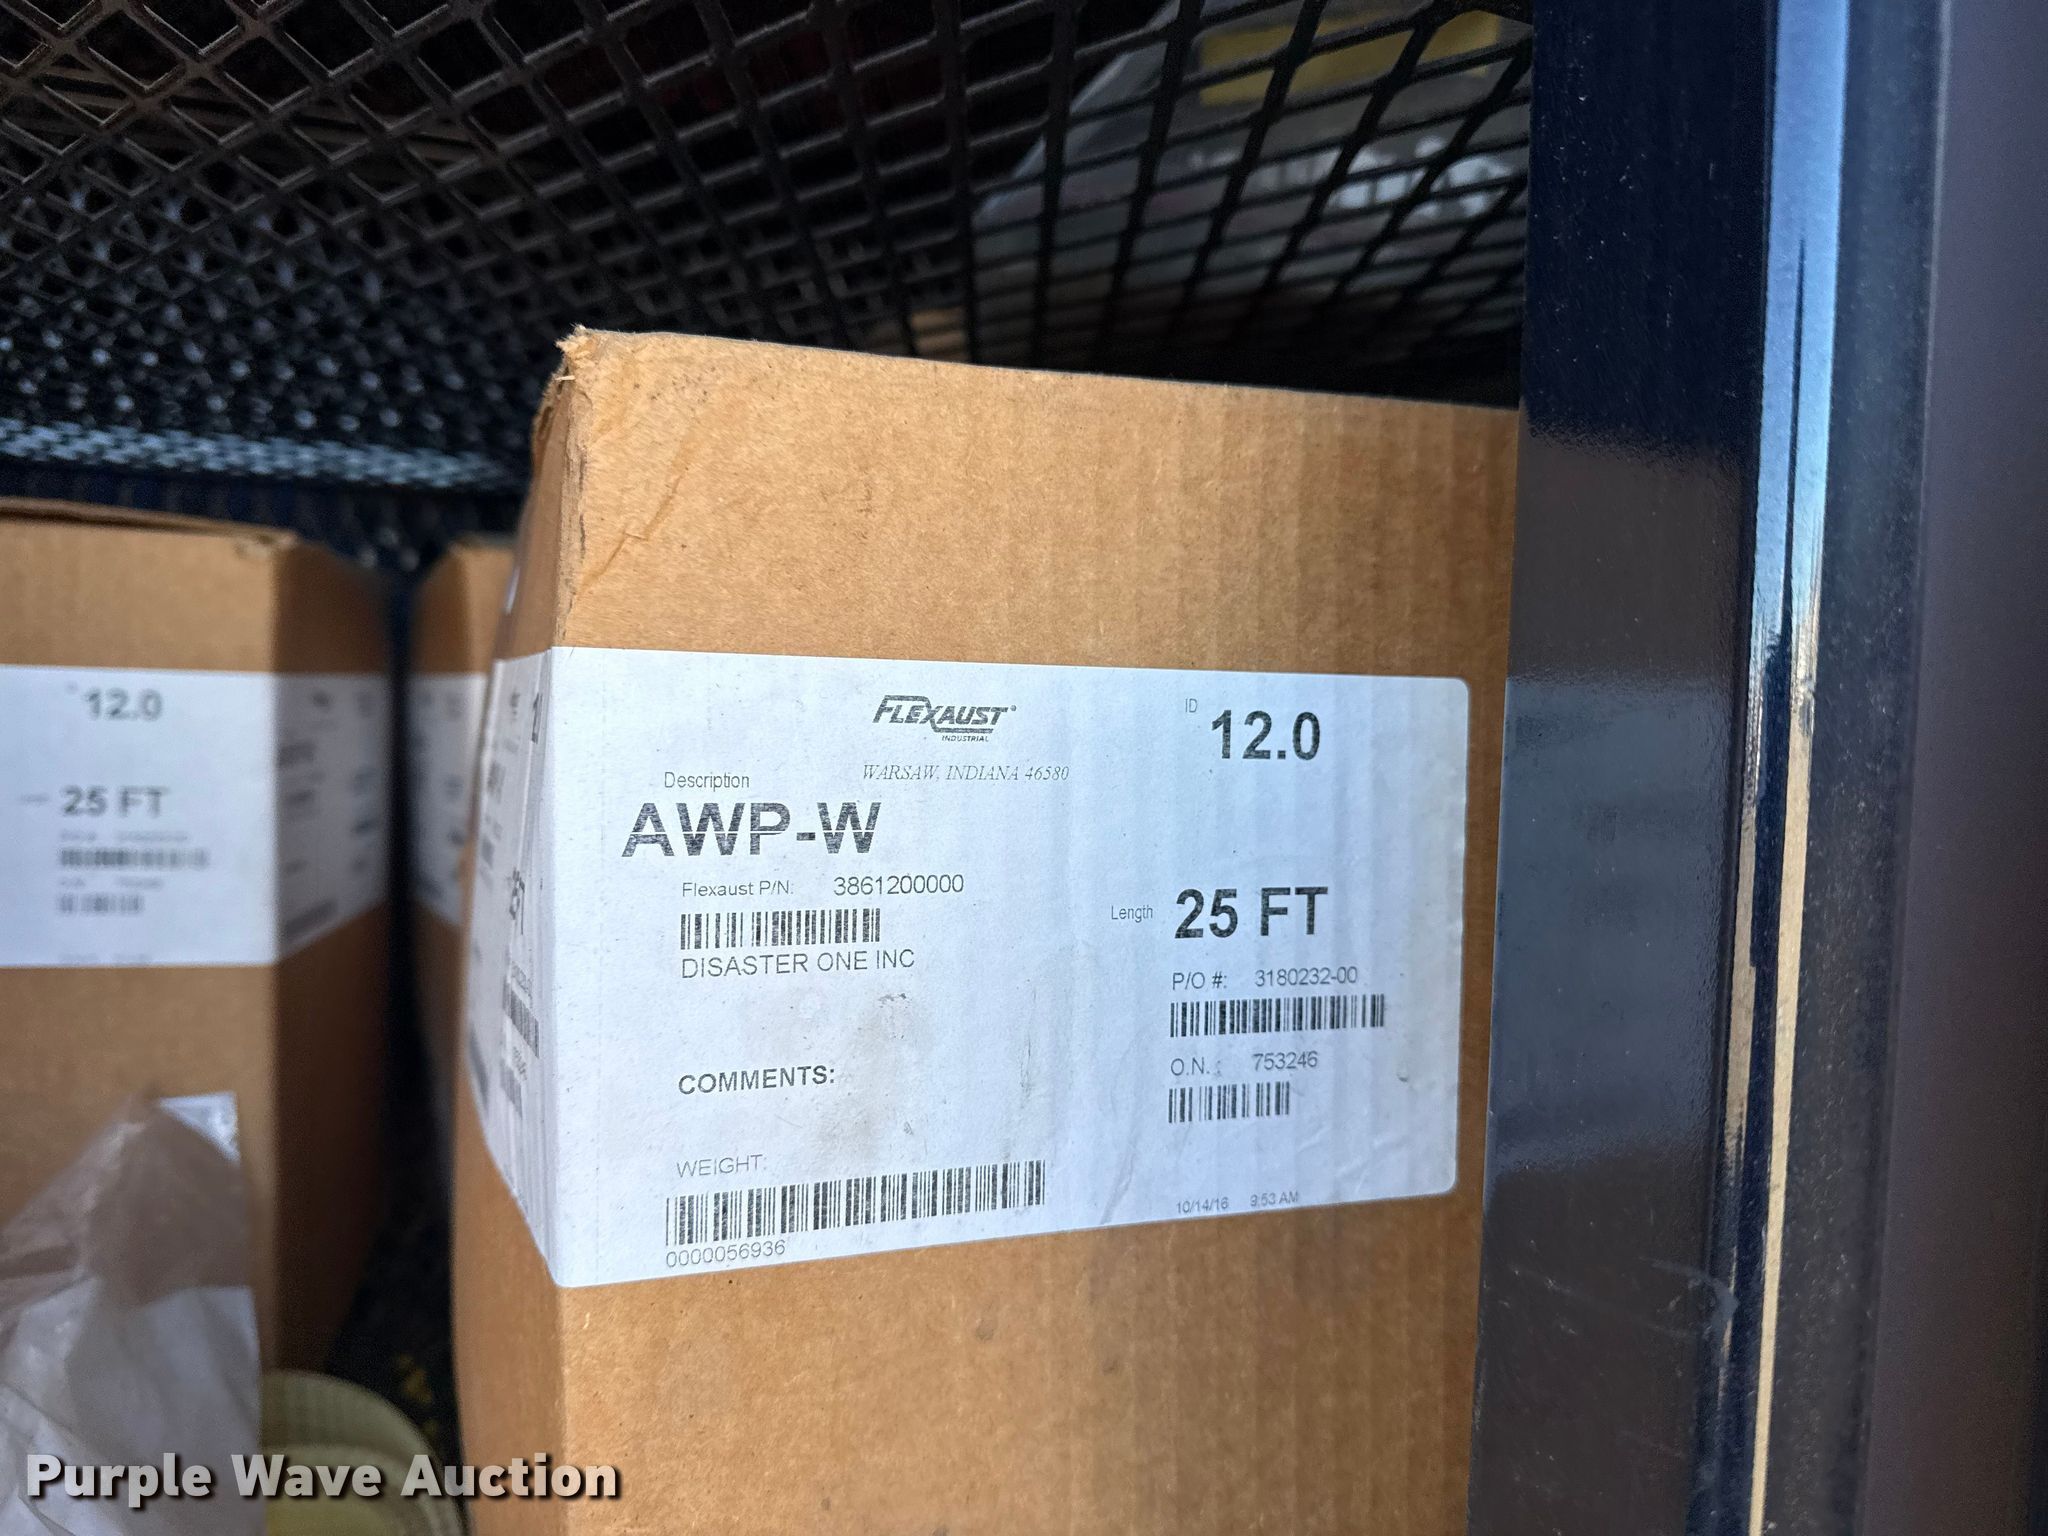 12.0
25 FT
FLEXAUST®
INDUSTRIAL
WARSAW, INDIANA 46580
ID 12.0
Description
AWP-W
Flexaust P/N: 3861200000
DISASTER ONE INC
Length 25 FT
P/O #: 3180232-00
O.N.: 753246
COMMENTS:
WEIGHT:
0000056936
10/14/16 9:53 AM
Purple Wave Auction